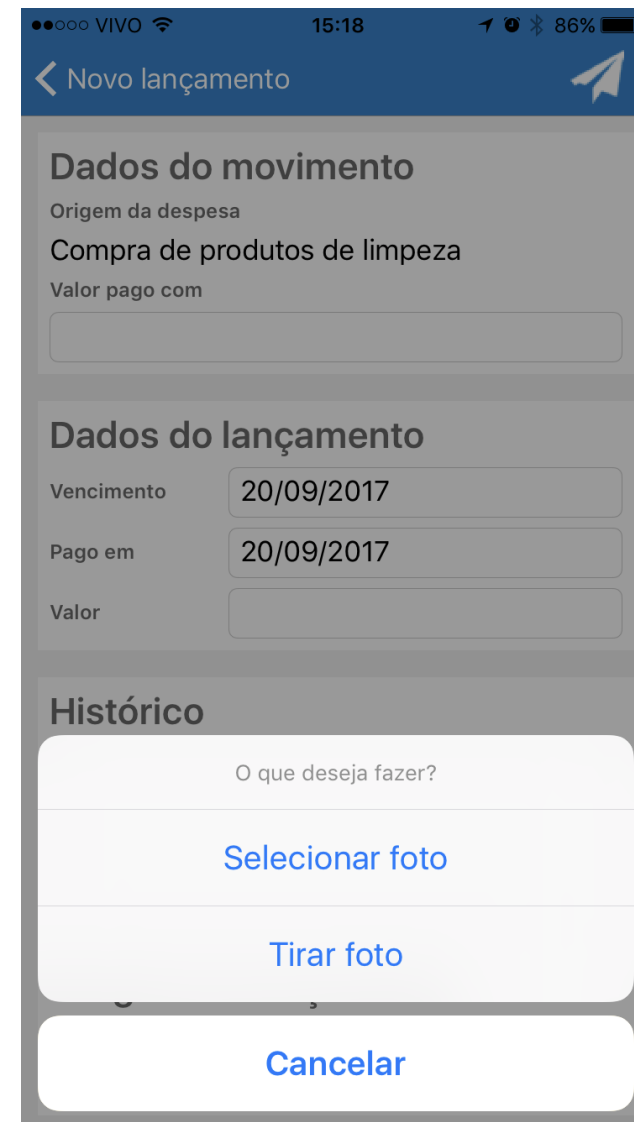 VIVO 15:18 86%
Novo lançamento
Dados do movimento
Origem da despesa
Compra de produtos de limpeza
Valor pago com
Dados do lançamento
Vencimento 20/09/2017
Pago em 20/09/2017
Valor
Histórico
O que deseja fazer?
Selecionar foto
Tirar foto
Cancelar